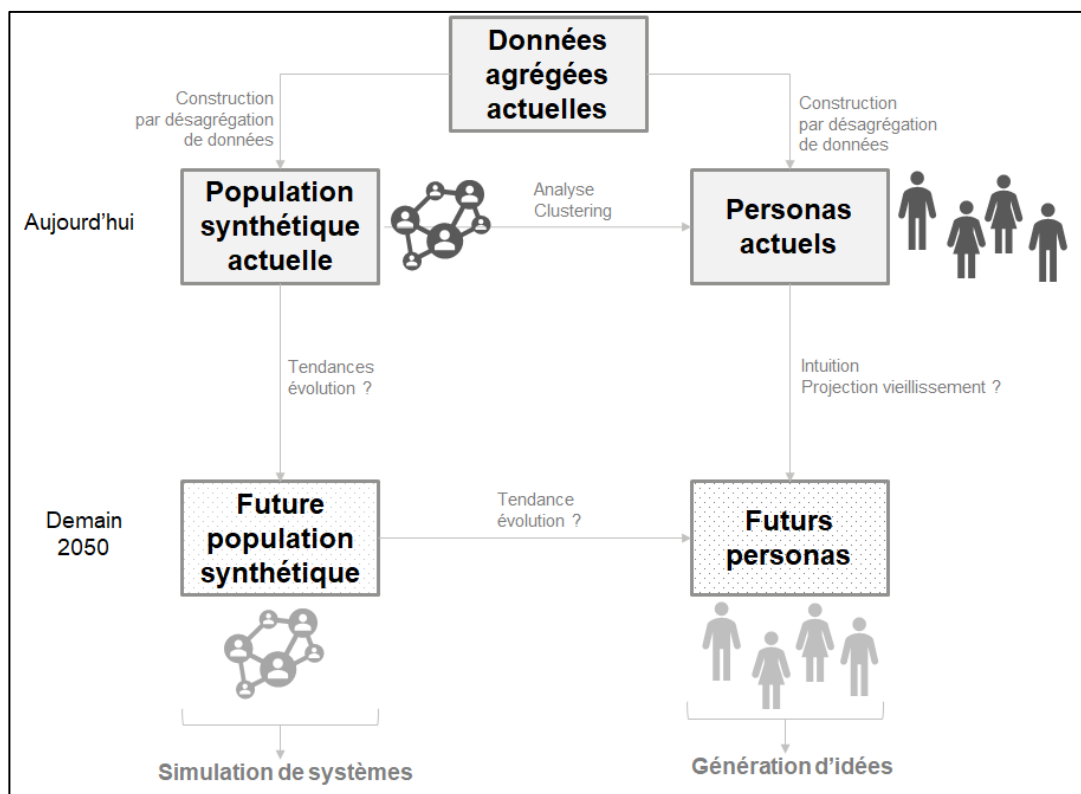 Données
agrégées
actuelles
Construction
par désagrégation
de données
Construction
par désagrégation
de données
Aujourd’hui
Population
synthétique
actuelle
Analyse
Clustering
Personas
actuels
Tendances
évolution ?
Intuition
Projection vieillissement ?
Demain
2050
Future
population
synthétique
Tendance
évolution ?
Futurs
personas
Simulation de systèmes
Génération d’idées